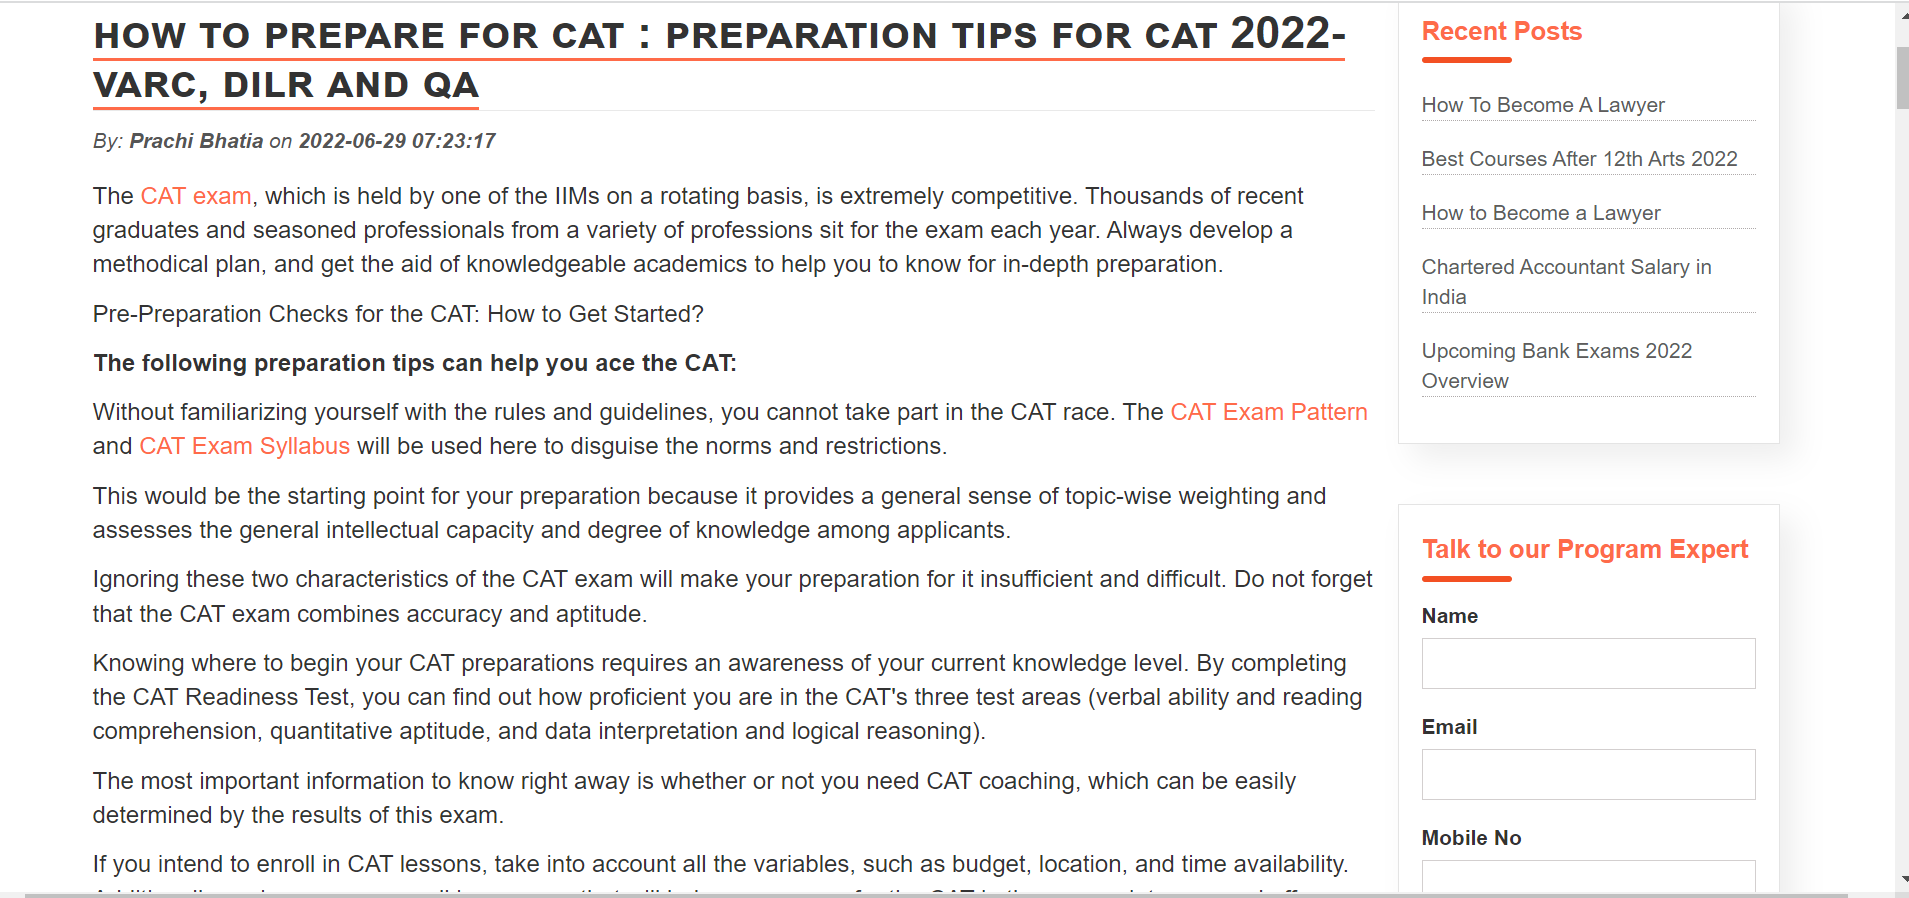 HOW TO PREPARE FOR CAT : PREPARATION TIPS FOR CAT 2022-
VARC, DILR AND QA
By: Prachi Bhatia on 2022-06-29 07:23:17
The CAT exam, which is held by one of the IIMs on a rotating basis, is extremely competitive. Thousands of recent
graduates and seasoned professionals from a variety of professions sit for the exam each year. Always develop a
methodical plan, and get the aid of knowledgeable academics to help you to know for in-depth preparation.
Pre-Preparation Checks for the CAT: How to Get Started?
The following preparation tips can help you ace the CAT:
Without familiarizing yourself with the rules and guidelines, you cannot take part in the CAT race. The CAT Exam Pattern
and CAT Exam Syllabus will be used here to disguise the norms and restrictions.
This would be the starting point for your preparation because it provides a general sense of topic-wise weighting and
assesses the general intellectual capacity and degree of knowledge among applicants.
Ignoring these two characteristics of the CAT exam will make your preparation for it insufficient and difficult. Do not forget
that the CAT exam combines accuracy and aptitude.
Knowing where to begin your CAT preparations requires an awareness of your current knowledge level. By completing
the CAT Readiness Test, you can find out how proficient you are in the CAT's three test areas (verbal ability and reading
comprehension, quantitative aptitude, and data interpretation and logical reasoning).
The most important information to know right away is whether or not you need CAT coaching, which can be easily
determined by the results of this exam.
If you intend to enroll in CAT lessons, take into account all the variables, such as budget, location, and time availability.
Recent Posts
How To Become A Lawyer
Best Courses After 12th Arts 2022
How to Become a Lawyer
Chartered Accountant Salary in
India
Upcoming Bank Exams 2022
Overview
Talk to our Program Expert
Name
Email
Mobile No